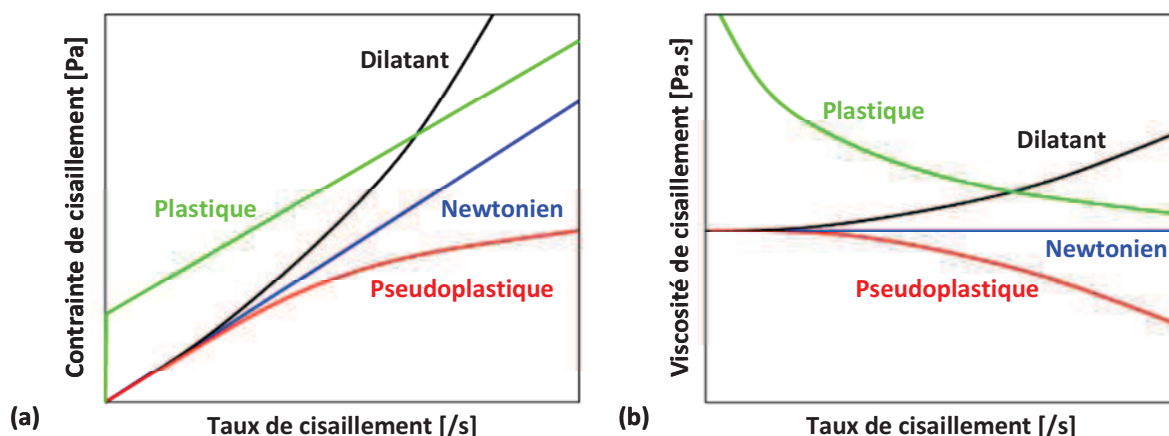 Contrainte de cisaillement [Pa]
Dilatant
Plastique
Newtonien
Pseudoplastique
(a)
Taux de cisaillement [/s]
Viscosité de cisaillement [Pa.s]
Plastique
Dilatant
Newtonien
Pseudoplastique
(b)
Taux de cisaillement [/s]